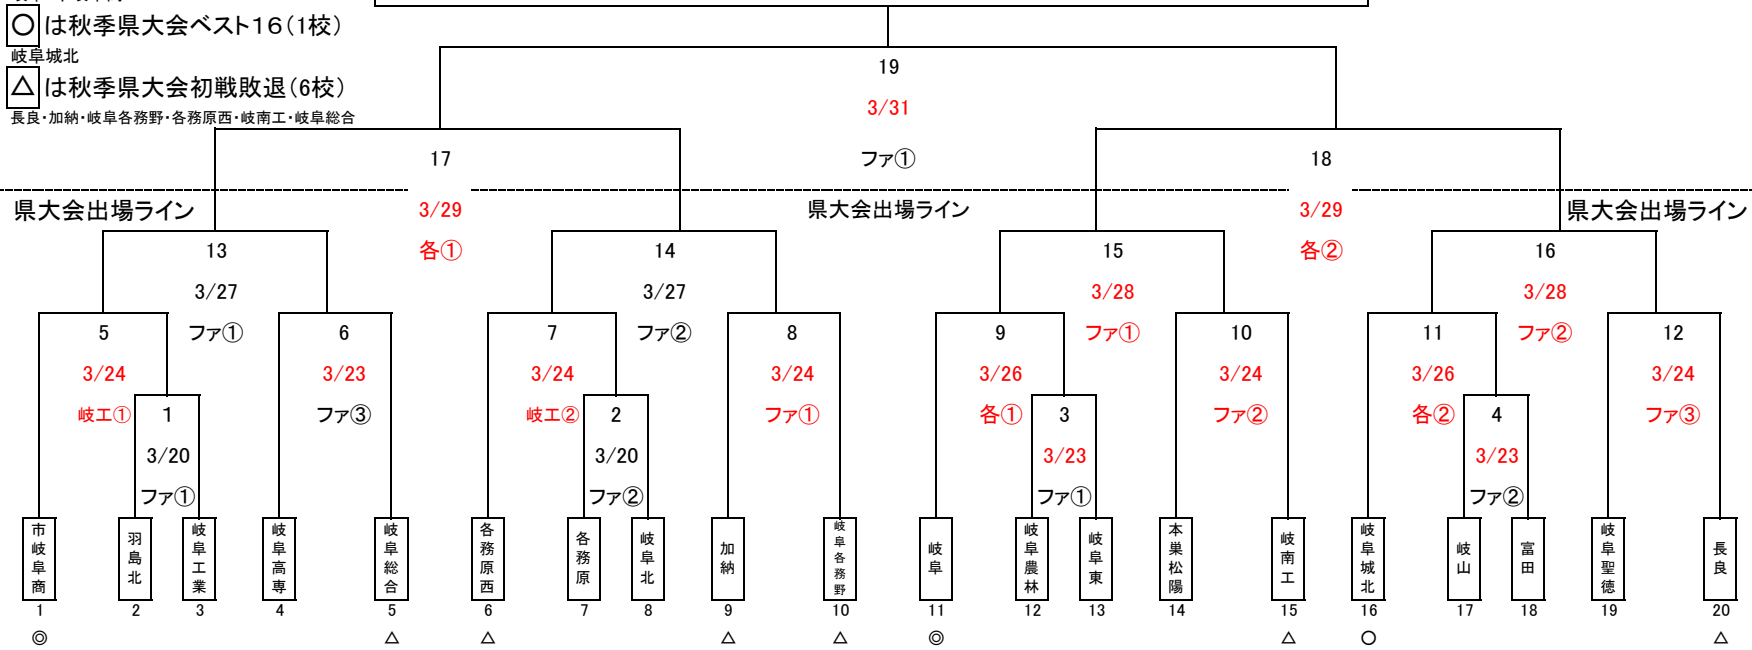 ○は秋季県大会ベスト16(1校)
岐阜城北
△は秋季県大会初戦敗退(6校)
長良・加納・岐阜各務野・各務原西・岐南工・岐阜総合
19
3/31
ファ①
17
18
県大会出場ライン
3/29
県大会出場ライン
3/29
県大会出場ライン
13
各①
14
15
各②
16
3/27
3/27
3/28
3/28
5
ファ①
6
7
ファ②
8
9
ファ①
10
11
ファ②
12
3/24
3/23
3/24
3/24
3/26
3/24
3/26
3/24
岐工①
1
ファ③
岐工②
2
ファ①
各①
3
ファ②
各②
4
ファ③
3/20
3/20
3/23
3/23
ファ①
ファ②
ファ①
ファ②
市岐阜商
羽島北
岐阜工業
岐阜高専
岐阜総合
各務原西
各務原
岐阜北
加納
岐阜各務野
岐阜
岐阜農林
岐阜東
本巣松陽
岐南工
岐阜城北
岐山
富田
岐阜聖徳
長良
1 2 3 4 5 6 7 8 9 10 11 12 13 14 15 16 17 18 19 20
◎ △ △ △ △ ◎ △ ○ △